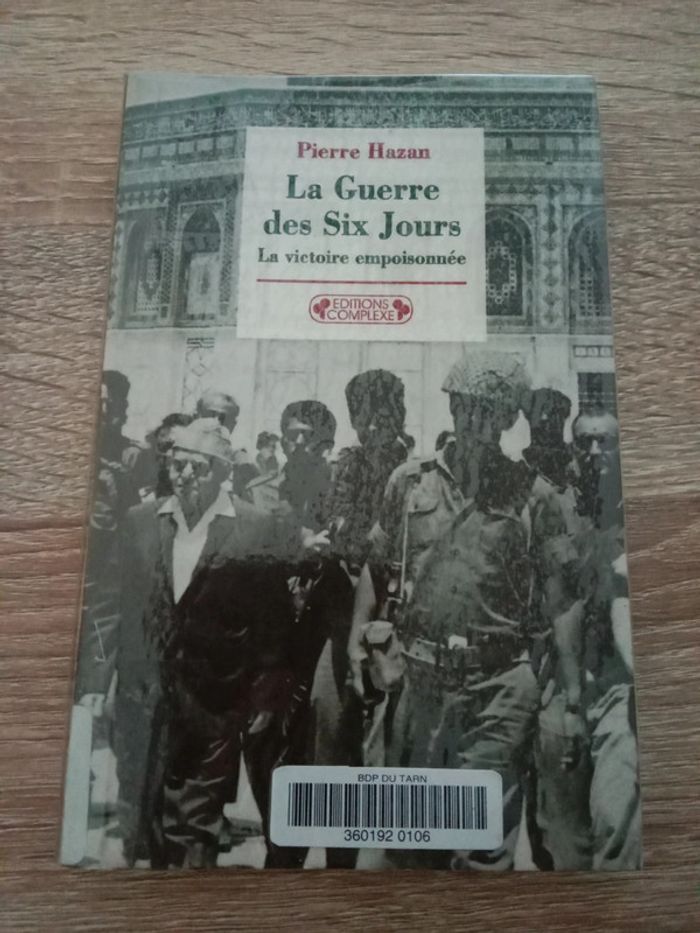 Pierre Hazan
La Guerre
des Six Jours
La victoire empoisonnée
EDITIONS
COMPLEXE
BDP DU TARN
360192 0106